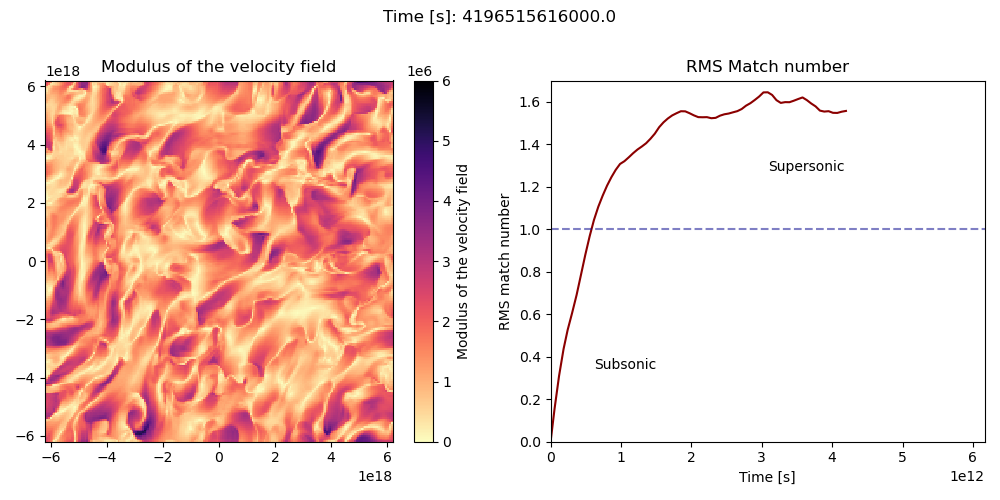 Time [s]: 4196515616000.0
Modulus of the velocity field
1e18
6
4
2
0
−2
−4
−6
−6 −4 −2 0 2 4 6
1e18
1e6
6
5
4
3
2
1
0
Modulus of the velocity field
RMS Match number
RMS match number
1.6
1.4
1.2
1.0
0.8
0.6
0.4
0.2
0.0
Supersonic
Subsonic
0 1 2 3 4 5 6
Time [s]
1e12